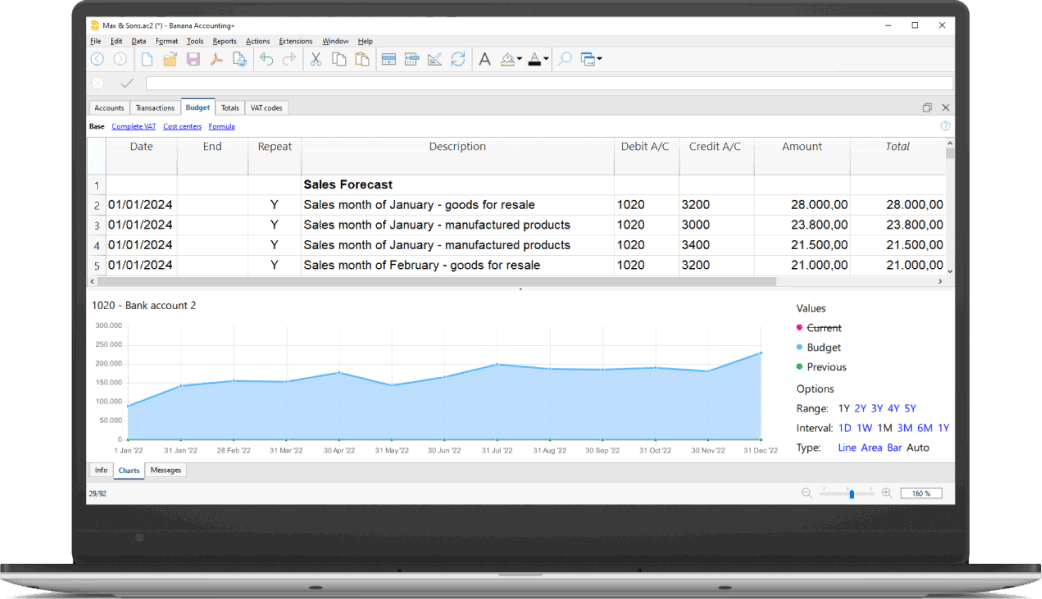 Max & Sons.ac2 (*) - Banana Accounting+
File Edit Data Format Tools Reports Actions Extensions Window Help
Accounts Transactions Budget Totals VAT codes
Base Complete VAT Cost centers Formula
Date End Repeat Description Debit A/C Credit A/C Amount Total
1 Sales Forecast
2 01/01/2024 Y Sales month of January - goods for resale 1020 3200 28.000,00 28.000,00
3 01/01/2024 Y Sales month of January - manufactured products 1020 3000 23.800,00 23.800,00
4 01/01/2024 Y Sales month of January - manufactured products 1020 3400 21.500,00 21.500,00
5 01/01/2024 Y Sales month of February - goods for resale 1020 3200 21.000,00 21.000,00
1020 - Bank account 2
300.000
250.000
200.000
150.000
100.000
50.000
0
1 Jan '22 31 Jan '22 28 Feb '22 31 Mar '22 30 Apr '22 31 May '22 30 Jun '22 31 Jul '22 31 Aug '22 30 Sep '22 31 Oct '22 30 Nov '22 31 Dec '22
Values
Current
Budget
Previous
Options
Range: 1Y 2Y 3Y 4Y 5Y
Interval: 1D 1W 1M 3M 6M 1Y
Type: Line Area Bar Auto
Info Charts Messages
29/92
160 %